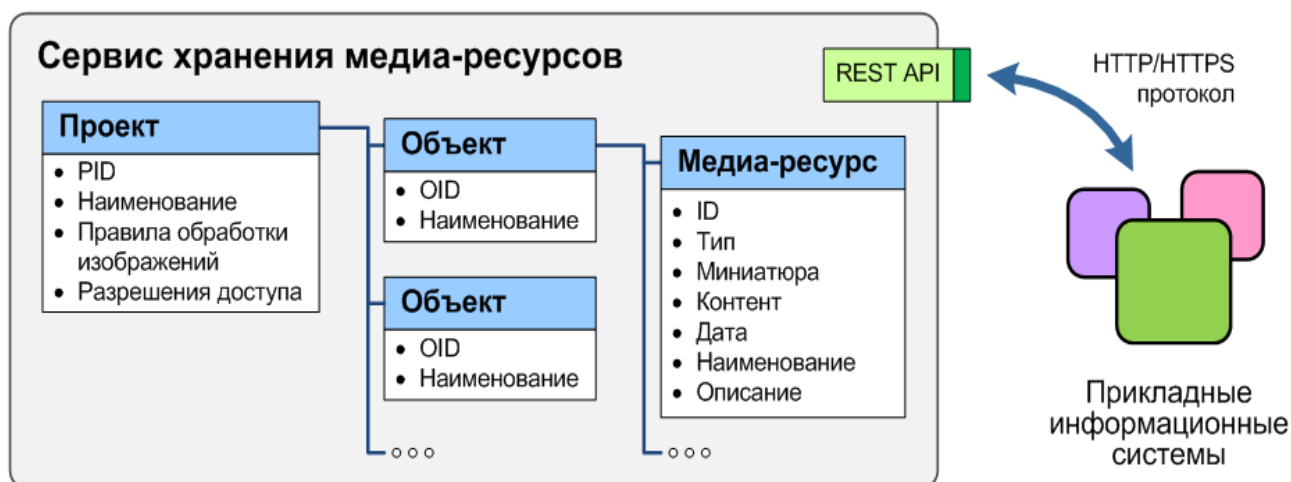 Сервис хранения медиа-ресурсов
REST API
HTTP/HTTPS
протокол
Проект
• PID
• Наименование
• Правила обработки
изображений
• Разрешения доступа
Объект
• OID
• Наименование
Объект
• OID
• Наименование
Медиа-ресурс
• ID
• Тип
• Миниатюра
• Контент
• Дата
• Наименование
• Описание
Прикладные
информационные
системы